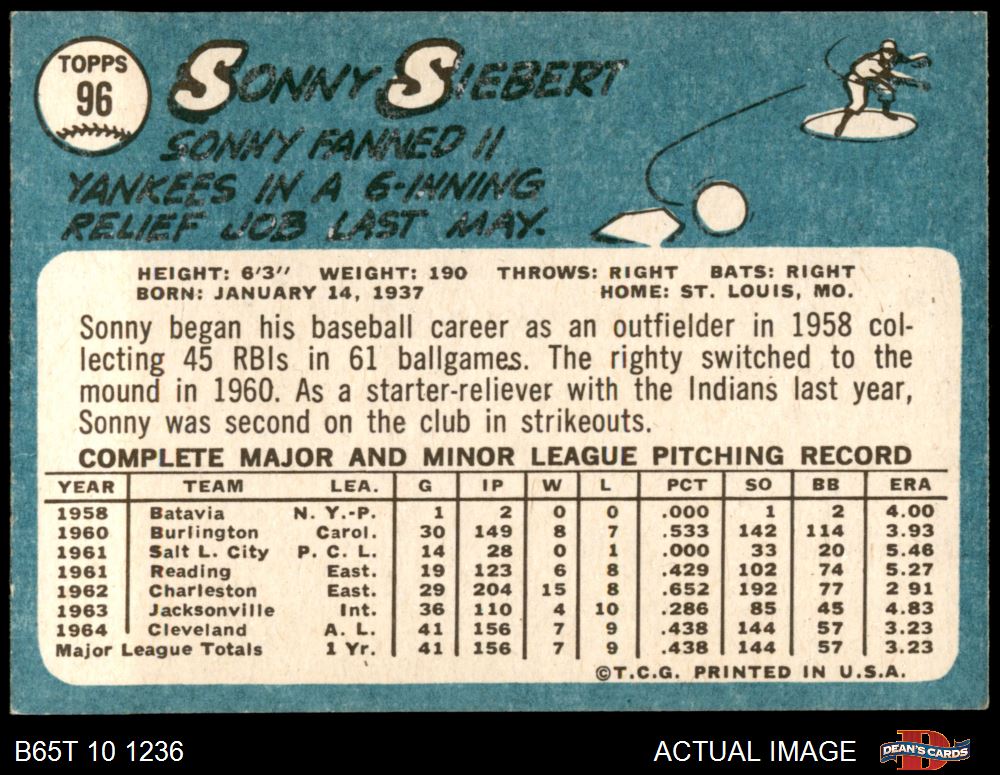 TOPPS
96
SONNY SIEBERT
SONNY FANNED 11
YANKEES IN A 6-INNING
RELIEF JOB LAST MAY.
HEIGHT: 6'3" WEIGHT: 190 THROWS: RIGHT BATS: RIGHT
BORN: JANUARY 14, 1937 HOME: ST. LOUIS, MO.
Sonny began his baseball career as an outfielder in 1958 col-
lecting 45 RBIs in 61 ballgames. The righty switched to the
mound in 1960. As a starter-reliever with the Indians last year,
Sonny was second on the club in strikeouts.
COMPLETE MAJOR AND MINOR LEAGUE PITCHING RECORD
YEAR TEAM LEA. G IP W L PCT SO BB ERA
1958 Batavia N. Y.-P. 1 2 0 0 .000 1 2 4.00
1960 Burlington Carol. 30 149 8 7 .533 142 114 3.93
1961 Salt L. City P. C. L. 14 28 0 1 .000 33 20 5.46
1961 Reading East. 19 123 6 8 .429 102 74 5.27
1962 Charleston East. 29 204 15 8 .652 192 77 2 91
1963 Jacksonville Int. 36 110 4 10 .286 85 45 4.83
1964 Cleveland A. L. 41 156 7 9 .438 144 57 3.23
Major League Totals 1 Yr. 41 156 7 9 .438 144 57 3.23
©T.C.G. PRINTED IN U.S.A.
B65T 10 1236 ACTUAL IMAGE
D
DEAN'S CARDS